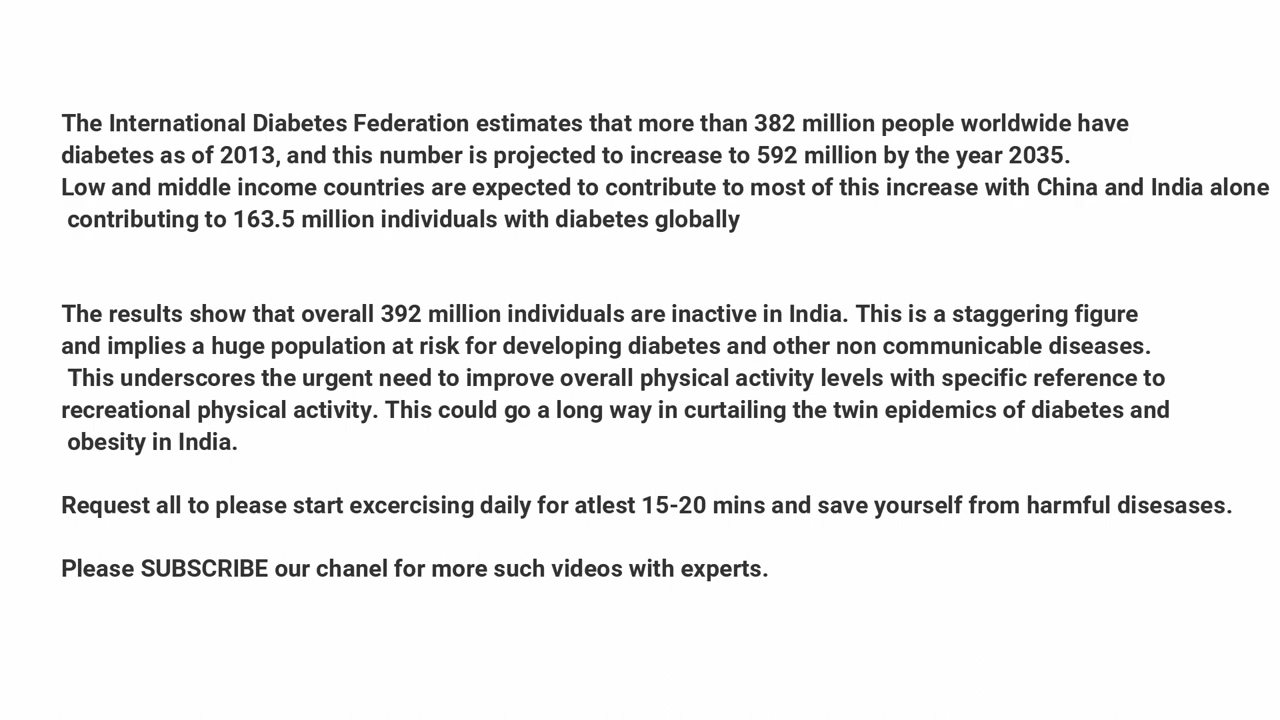 The International Diabetes Federation estimates that more than 382 million people worldwide have
diabetes as of 2013, and this number is projected to increase to 592 million by the year 2035.
Low and middle income countries are expected to contribute to most of this increase with China and India alone
contributing to 163.5 million individuals with diabetes globally
The results show that overall 392 million individuals are inactive in India. This is a staggering figure
and implies a huge population at risk for developing diabetes and other non communicable diseases.
This underscores the urgent need to improve overall physical activity levels with specific reference to
recreational physical activity. This could go a long way in curtailing the twin epidemics of diabetes and
obesity in India.
Request all to please start excercising daily for atlest 15-20 mins and save yourself from harmful disesases.
Please SUBSCRIBE our chanel for more such videos with experts.